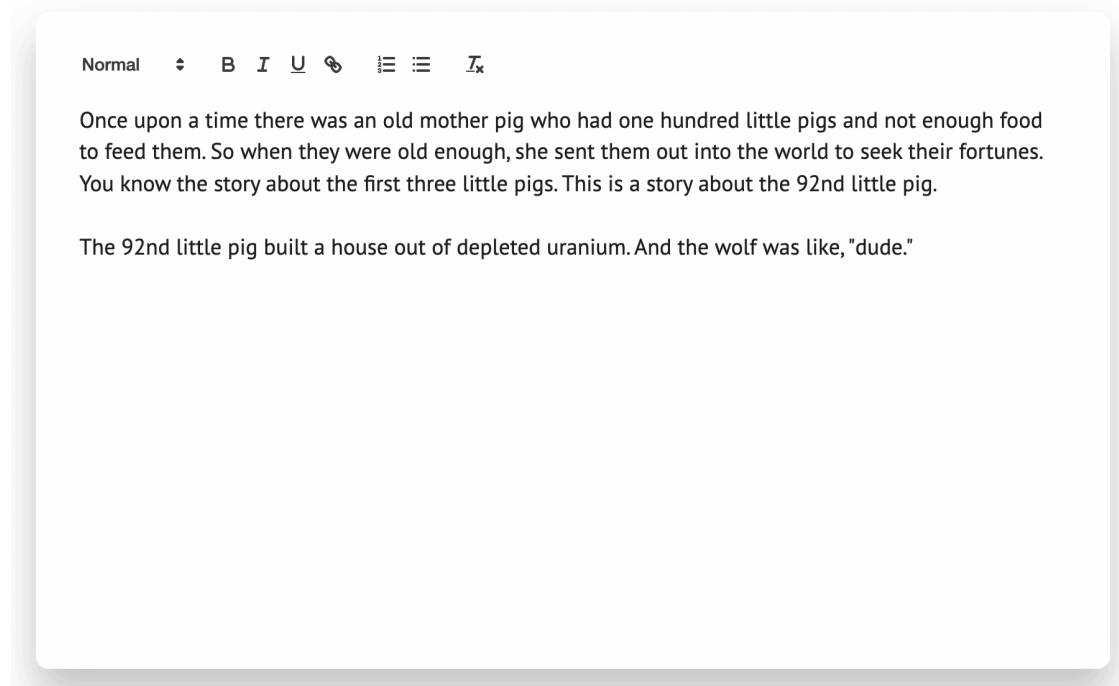 Normal
Once upon a time there was an old mother pig who had one hundred little pigs and not enough food
to feed them. So when they were old enough, she sent them out into the world to seek their fortunes.
You know the story about the first three little pigs. This is a story about the 92nd little pig.
The 92nd little pig built a house out of depleted uranium. And the wolf was like, "dude."